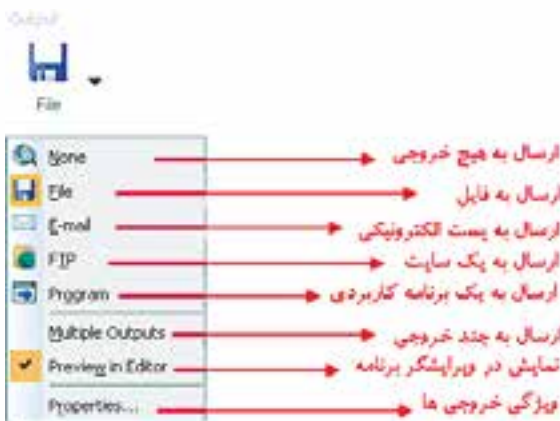 Output
File
None ارسال به هیچ خروجی
File ارسال به فایل
E-mail ارسال به پست الکترونیکی
FTP ارسال به یک سایت
Program ارسال به یک برنامه کاربردی
Multiple Outputs ارسال به چند خروجی
Preview in Editor نمایش در ویرایشگر برنامه
Properties... ویژگی خروجی ها